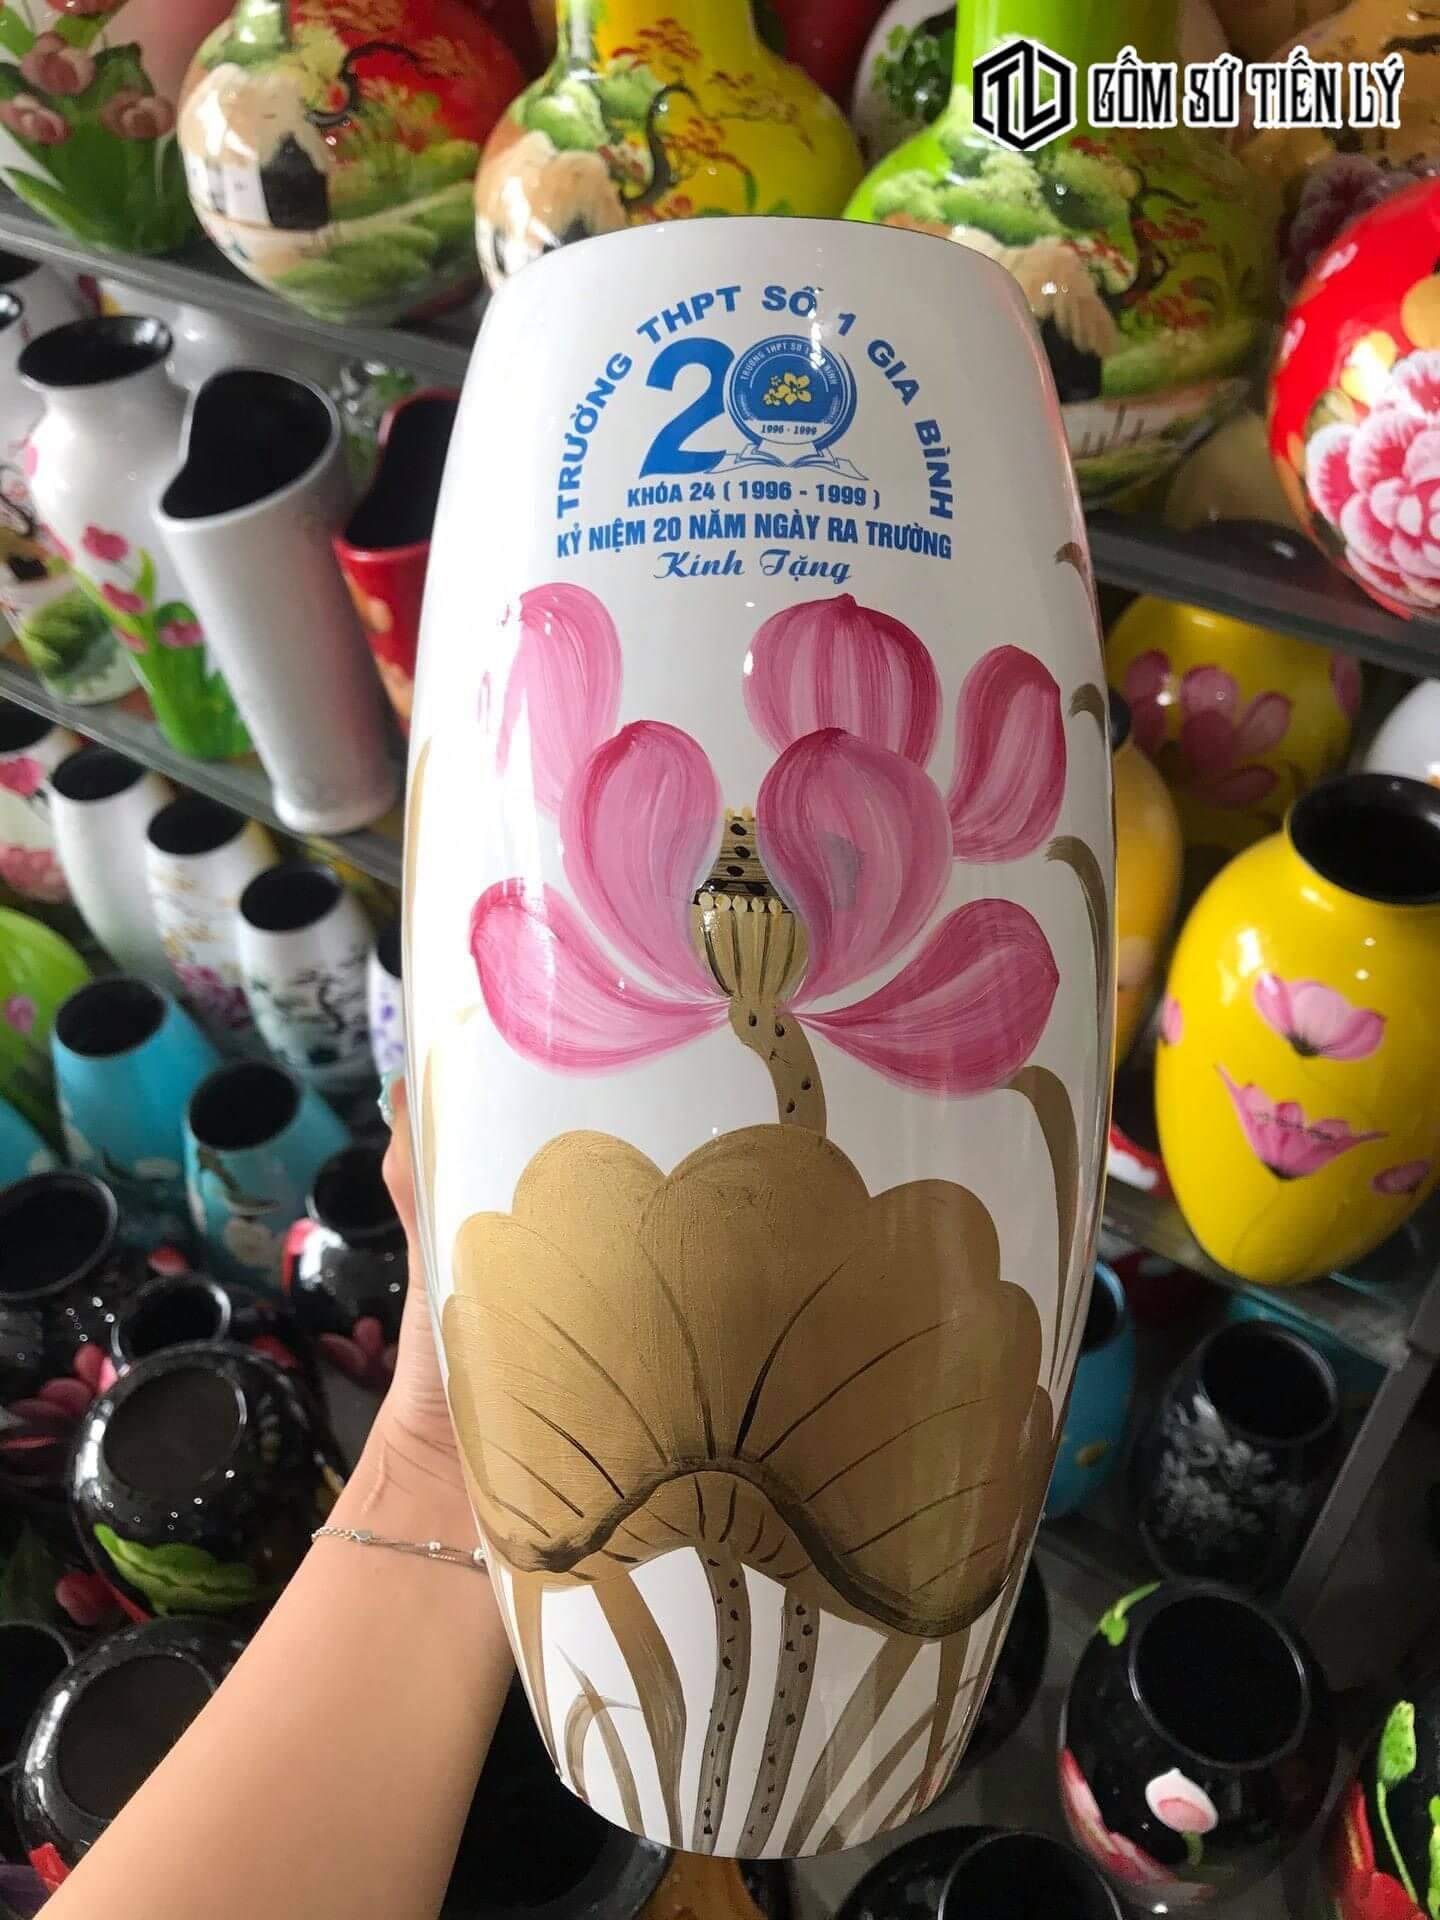 TL GỐM SỨ TIẾN LÝ
TRƯỜNG THPT SỐ 1 GIA BÌNH
20
1996 - 1999
KHÓA 24 ( 1996 - 1999 )
KỶ NIỆM 20 NĂM NGÀY RA TRƯỜNG
Kính Tặng